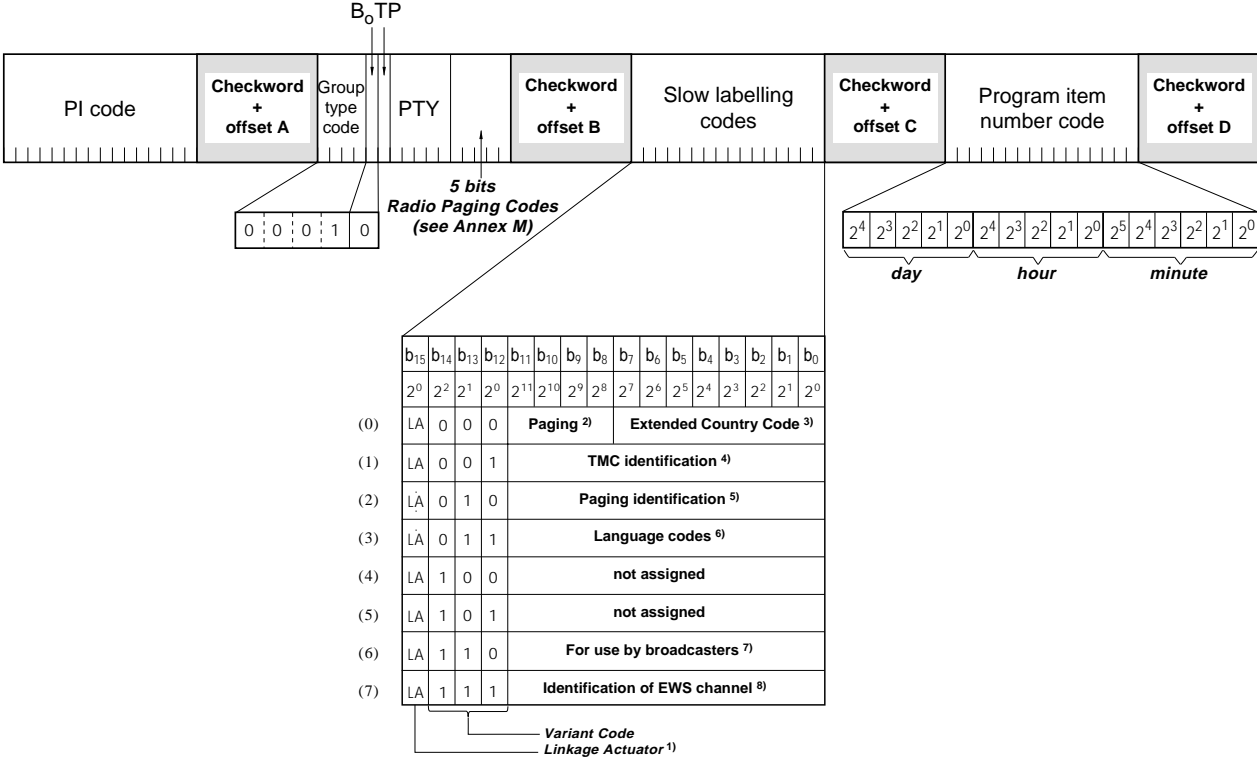 BₒTP
PI code
Checkword
+
offset A
Group
type
code
PTY
Checkword
+
offset B
Slow labelling
codes
Checkword
+
offset C
Program item
number code
Checkword
+
offset D
5 bits
Radio Paging Codes
(see Annex M)
0 0 0 1 0
2⁴ 2³ 2² 2¹ 2⁰ 2⁴ 2³ 2² 2¹ 2⁰ 2⁵ 2⁴ 2³ 2² 2¹ 2⁰
day hour minute
b₁₅ b₁₄ b₁₃ b₁₂ b₁₁ b₁₀ b₉ b₈ b₇ b₆ b₅ b₄ b₃ b₂ b₁ b₀
2⁰ 2² 2¹ 2⁰ 2¹¹ 2¹⁰ 2⁹ 2⁸ 2⁷ 2⁶ 2⁵ 2⁴ 2³ 2² 2¹ 2⁰
(0) LA 0 0 0 Paging ²⁾ Extended Country Code ³⁾
(1) LA 0 0 1 TMC identification ⁴⁾
(2) LA 0 1 0 Paging identification ⁵⁾
(3) LA 0 1 1 Language codes ⁶⁾
(4) LA 1 0 0 not assigned
(5) LA 1 0 1 not assigned
(6) LA 1 1 0 For use by broadcasters ⁷⁾
(7) LA 1 1 1 Identification of EWS channel ⁸⁾
Variant Code
Linkage Actuator ¹⁾